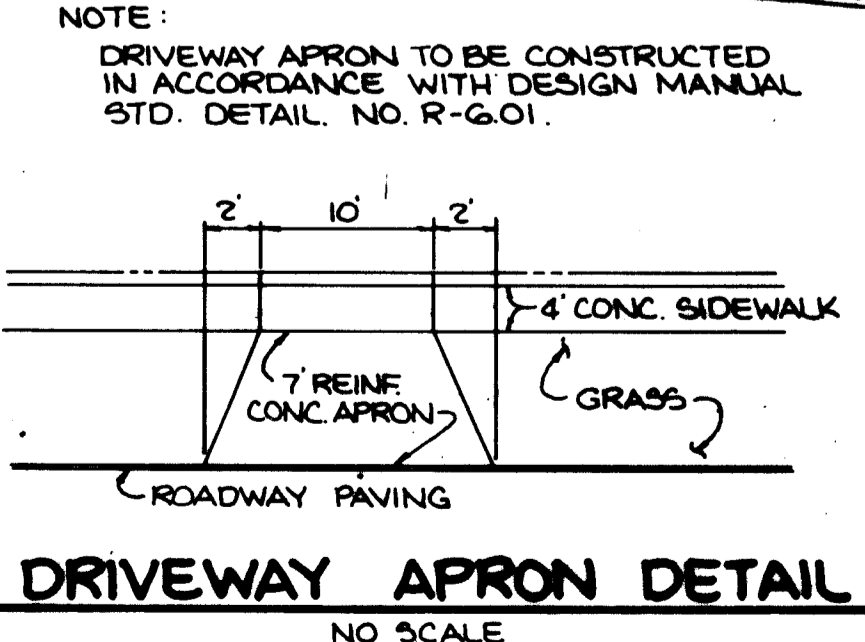 NOTE:
DRIVEWAY APRON TO BE CONSTRUCTED
IN ACCORDANCE WITH DESIGN MANUAL
STD. DETAIL. NO. R-6.01.
2' 10' 2'
4' CONC. SIDEWALK
7' REINF.
CONC. APRON
GRASS
ROADWAY PAVING
DRIVEWAY APRON DETAIL
NO SCALE